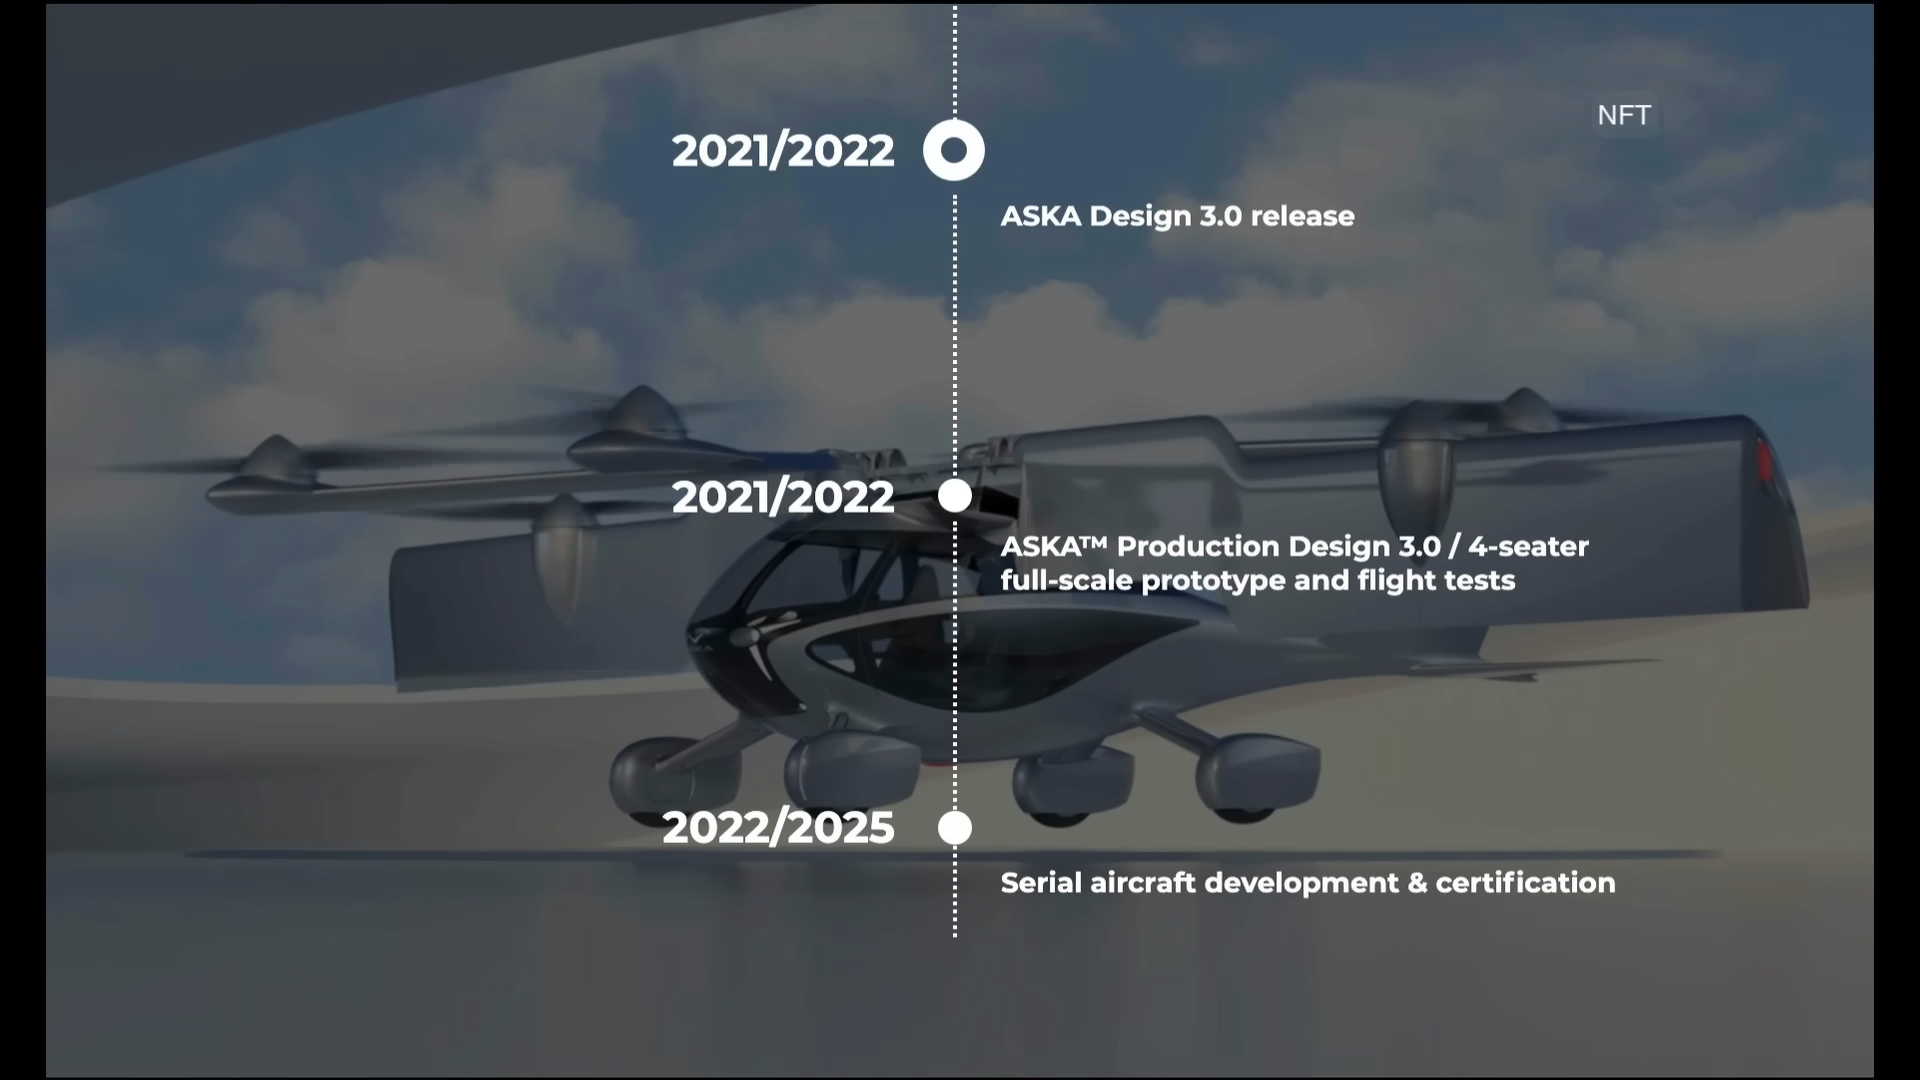 NFT
2021/2022
ASKA Design 3.0 release
2021/2022
ASKA™ Production Design 3.0 / 4-seater
full-scale prototype and flight tests
2022/2025
Serial aircraft development & certification